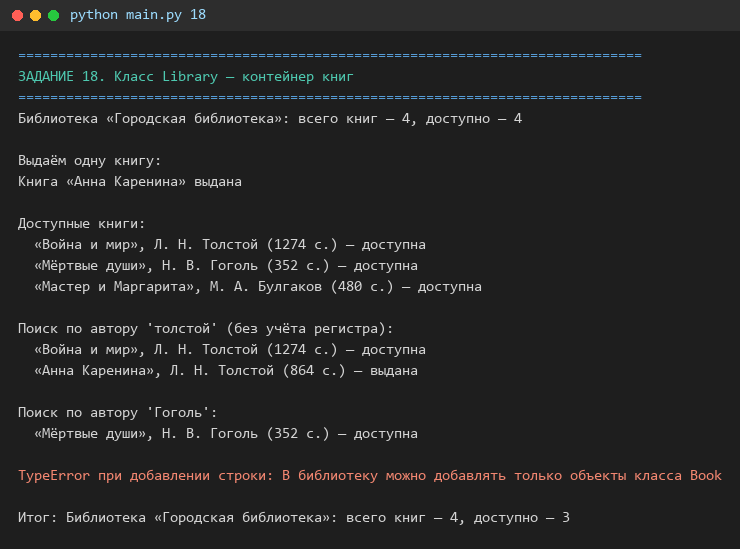 python main.py 18
==============================================================================
ЗАДАНИЕ 18. Класс Library — контейнер книг
==============================================================================
Библиотека «Городская библиотека»: всего книг — 4, доступно — 4
Выдаём одну книгу:
Книга «Анна Каренина» выдана
Доступные книги:
«Война и мир», Л. Н. Толстой (1274 с.) — доступна
«Мёртвые души», Н. В. Гоголь (352 с.) — доступна
«Мастер и Маргарита», М. А. Булгаков (480 с.) — доступна
Поиск по автору 'толстой' (без учёта регистра):
«Война и мир», Л. Н. Толстой (1274 с.) — доступна
«Анна Каренина», Л. Н. Толстой (864 с.) — выдана
Поиск по автору 'Гоголь':
«Мёртвые души», Н. В. Гоголь (352 с.) — доступна
TypeError при добавлении строки: В библиотеку можно добавлять только объекты класса Book
Итог: Библиотека «Городская библиотека»: всего книг — 4, доступно — 3